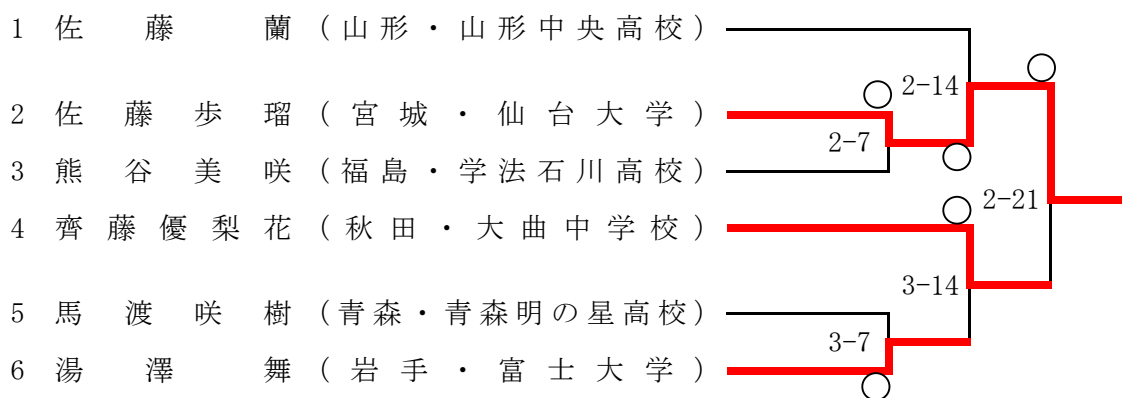 1 佐藤蘭 (山形・山形中央高校)
2-14
2 佐藤歩瑠 (宮城・仙台大学)
2-7
3 熊谷美咲 (福島・学法石川高校)
2-21
4 齊藤優梨花 (秋田・大曲中学校)
3-14
5 馬渡咲樹 (青森・青森明の星高校)
3-7
6 湯澤舞 (岩手・富士大学)